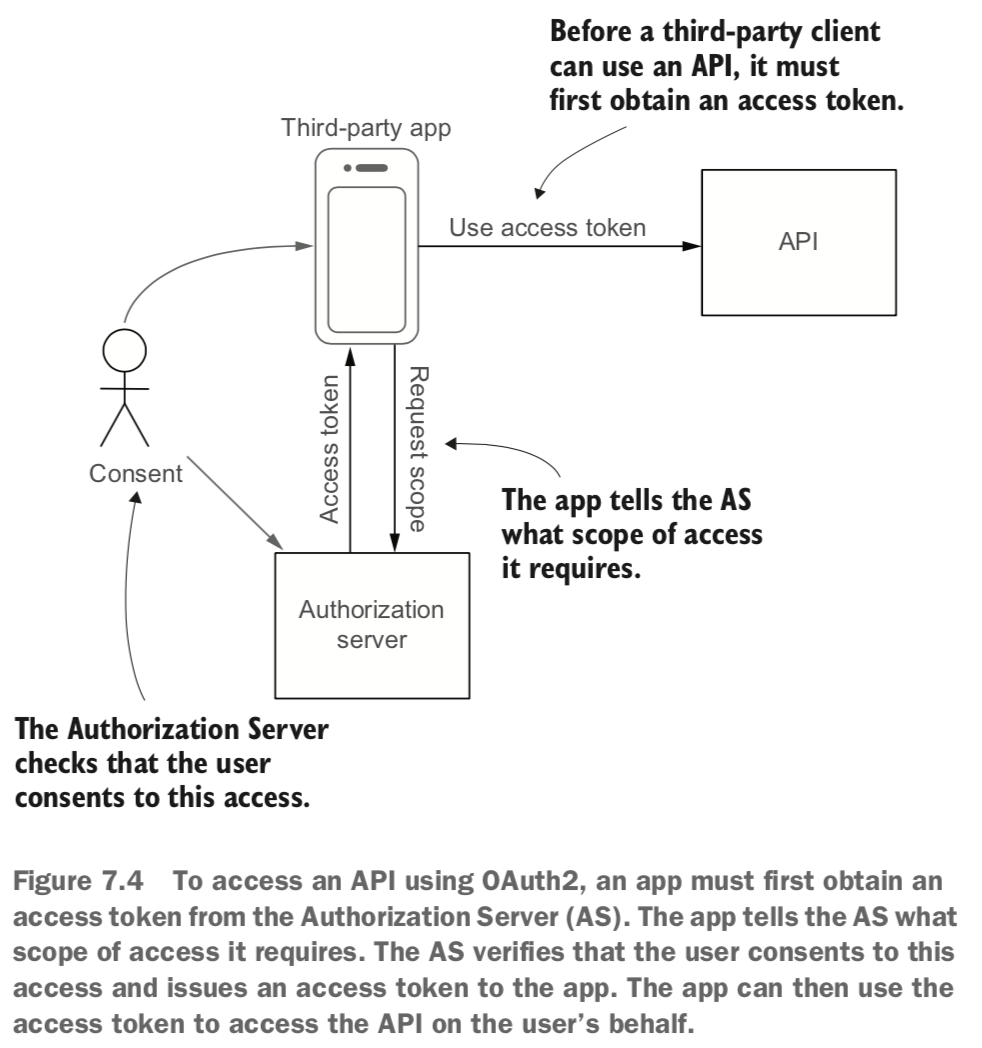 Before a third-party client
can use an API, it must
first obtain an access token.
Third-party app
Use access token
API
Access token
Request scope
Consent
The app tells the AS
what scope of access
it requires.
Authorization
server
The Authorization Server
checks that the user
consents to this access.
Figure 7.4 To access an API using OAuth2, an app must first obtain an
access token from the Authorization Server (AS). The app tells the AS what
scope of access it requires. The AS verifies that the user consents to this
access and issues an access token to the app. The app can then use the
access token to access the API on the user’s behalf.